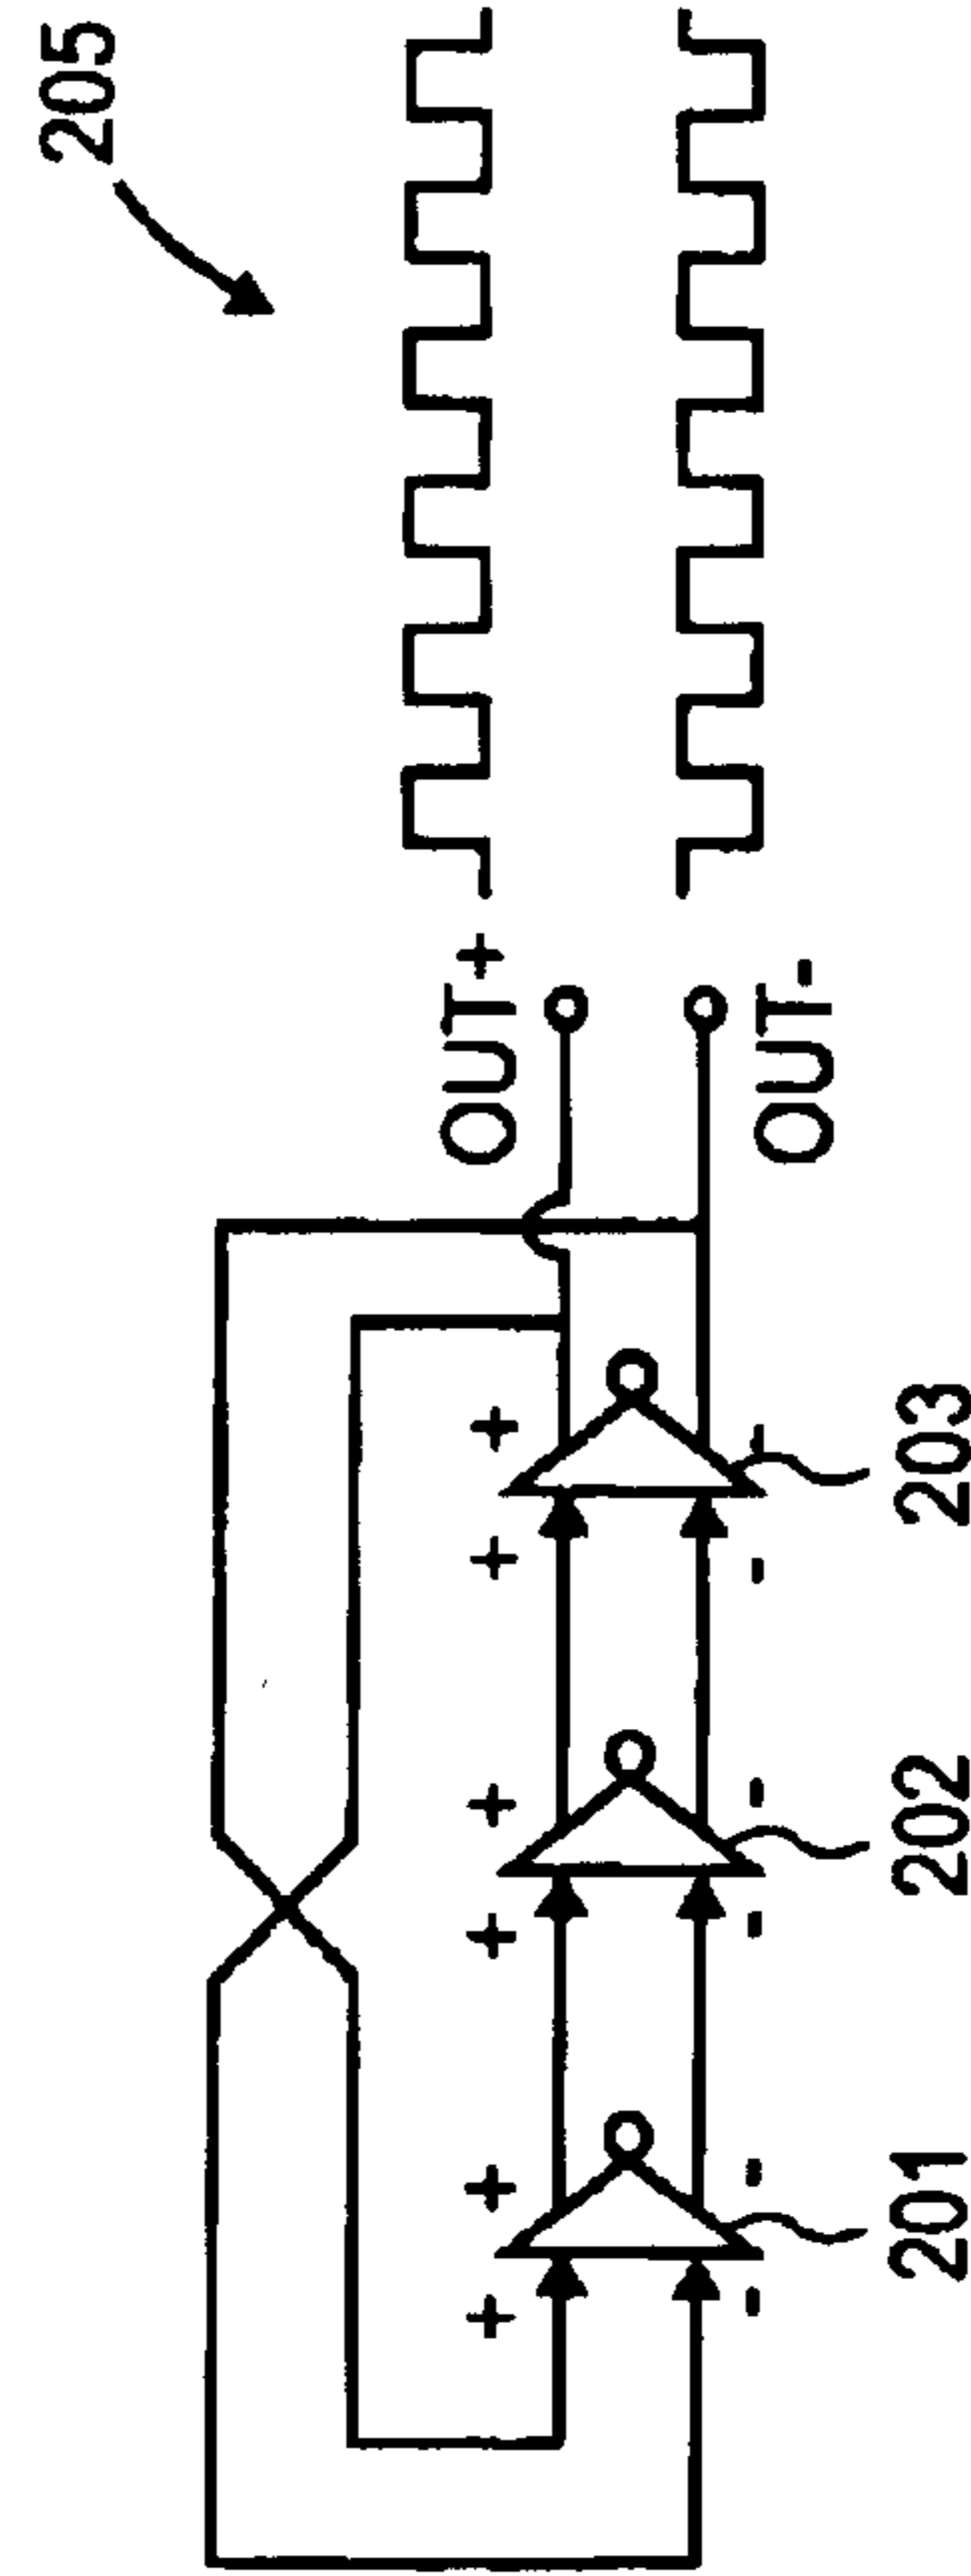 205
OUT+
OUT-
+ + + + + +
- - - - - -
201
202
203